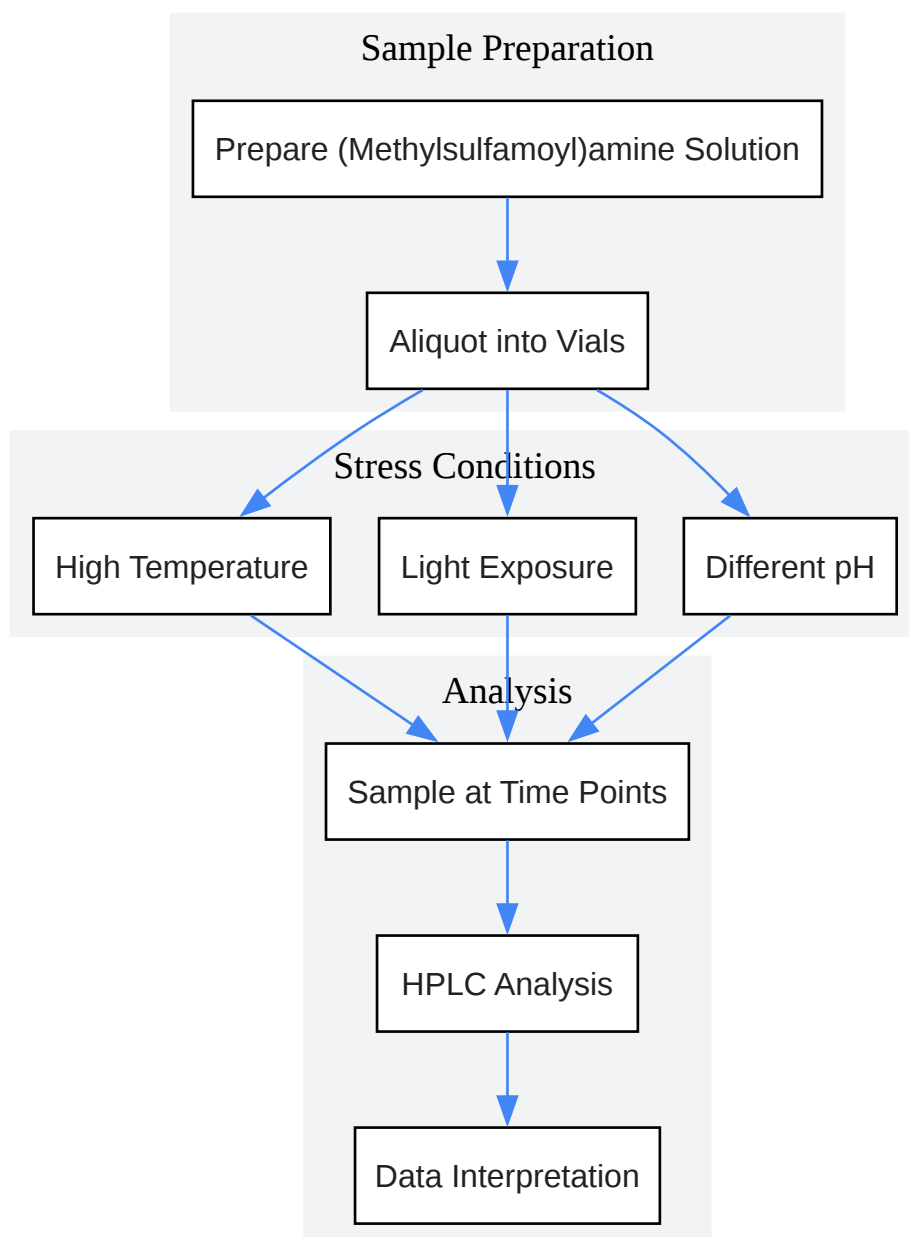 Sample Preparation
Prepare (Methylsulfamoyl)amine Solution
Aliquot into Vials
Stress Conditions
High Temperature
Light Exposure
Different pH
Analysis
Sample at Time Points
HPLC Analysis
Data Interpretation